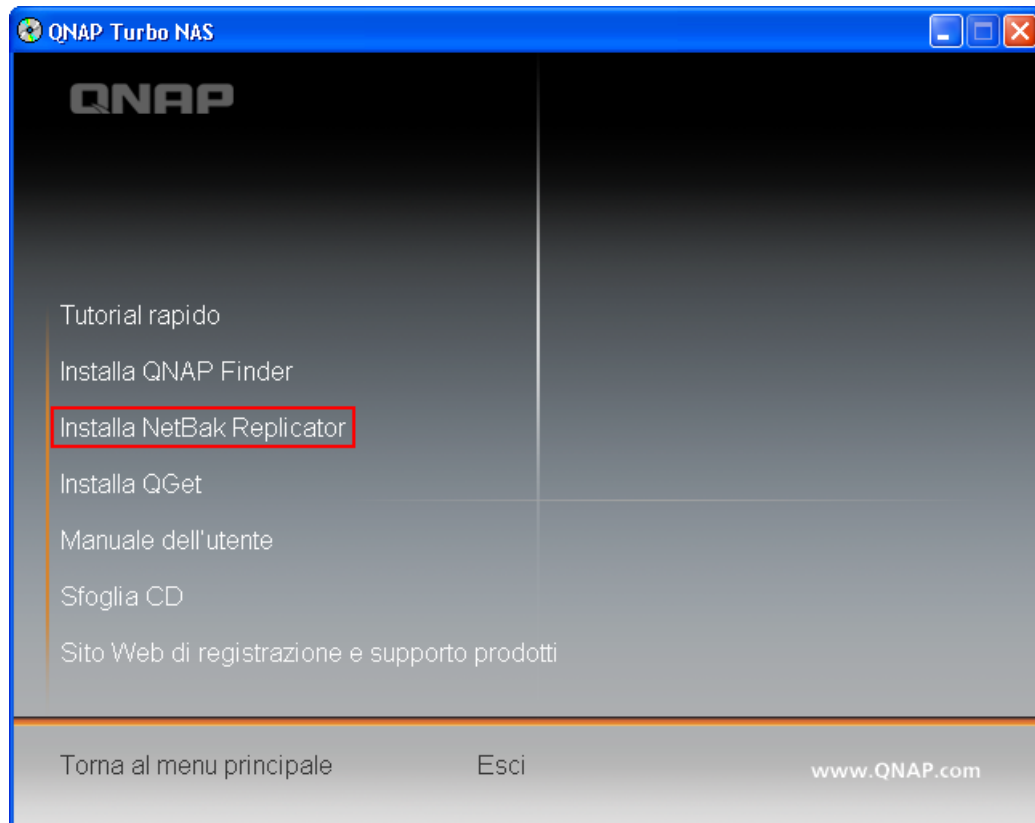 QNAP Turbo NAS
QNAP
Tutorial rapido
Installa QNAP Finder
Installa NetBak Replicator
Installa QGet
Manuale dell'utente
Sfoglia CD
Sito Web di registrazione e supporto prodotti
Torna al menu principale Esci www.QNAP.com